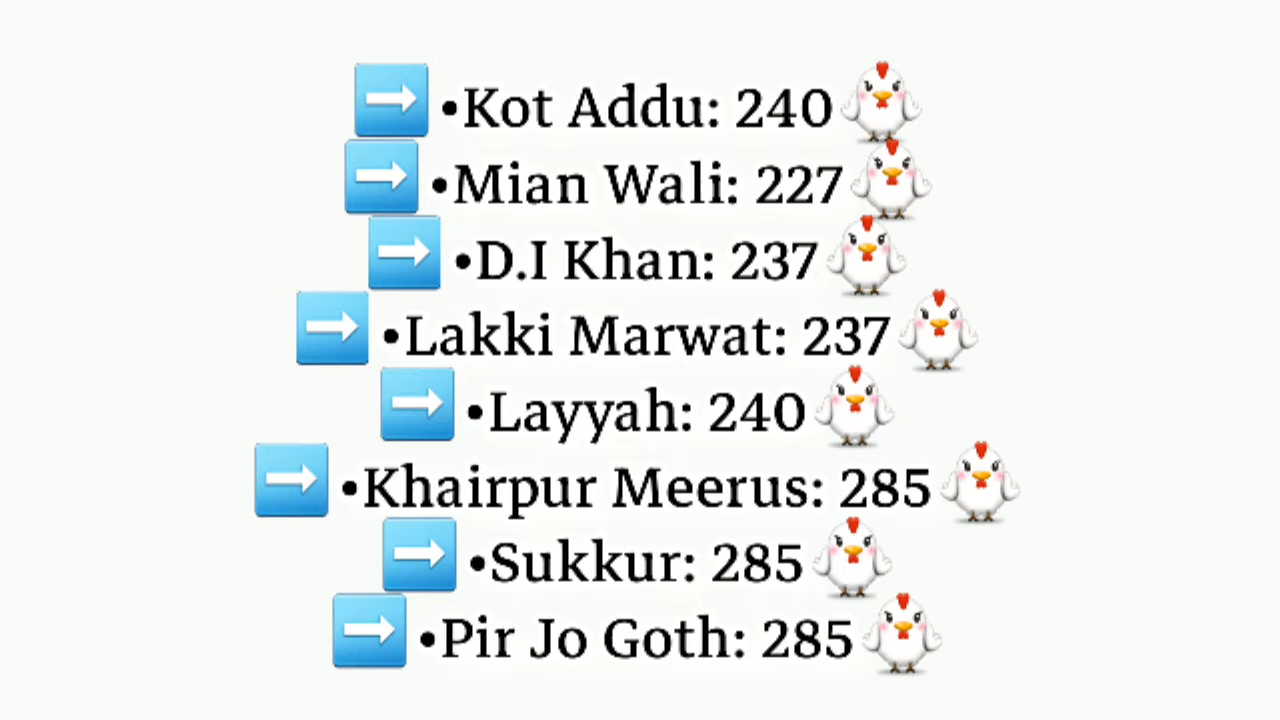 ➡️ •Kot Addu: 240🐔
➡️ •Mian Wali: 227🐔
➡️ •D.I Khan: 237🐔
➡️ •Lakki Marwat: 237🐔
➡️ •Layyah: 240🐔
➡️ •Khairpur Meerus: 285🐔
➡️ •Sukkur: 285🐔
➡️ •Pir Jo Goth: 285🐔